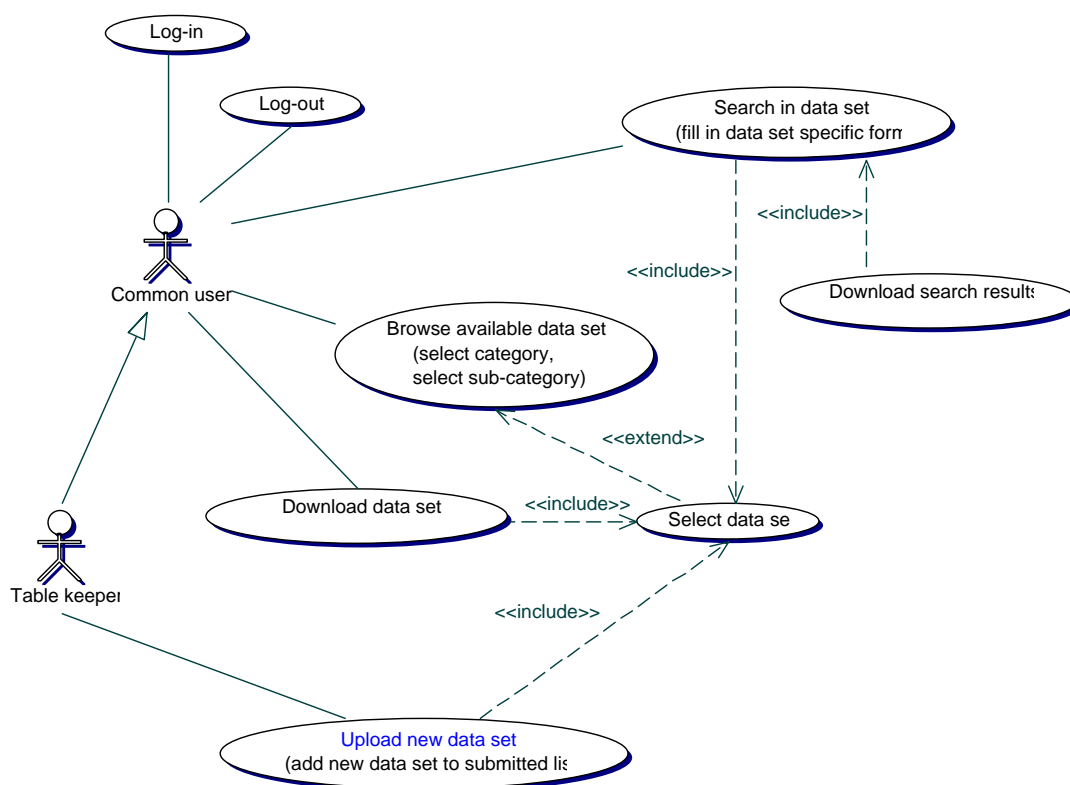 Log-in
Log-out
Search in data set
(fill in data set specific form
<<include>>
<<include>>
Common user
Download search results
Browse available data set
(select category,
select sub-category)
<<extend>>
Download data set
<<include>>
Select data se
Table keeper
<<include>>
Upload new data set
(add new data set to submitted lis